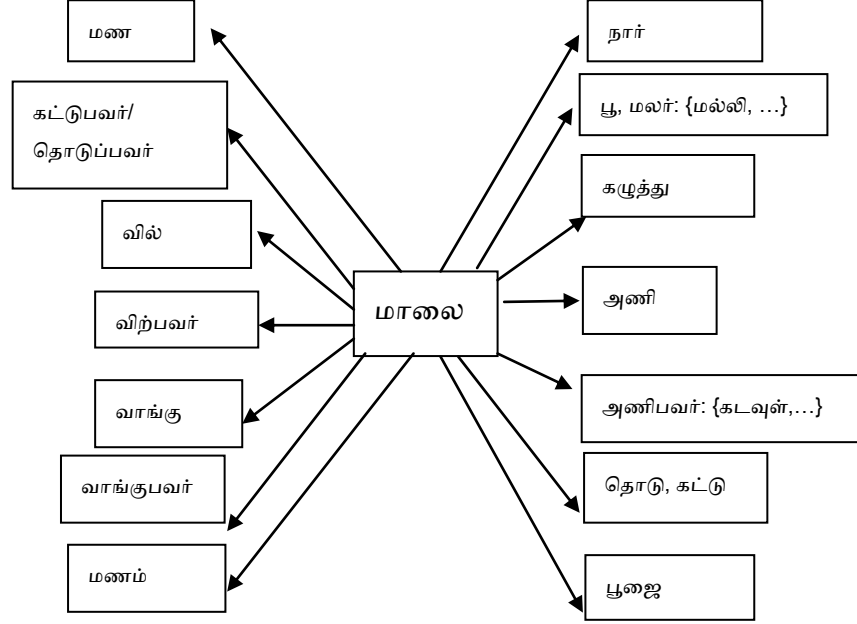 மண
கட்டுபவர்/
தொடுப்பவர்
வில்
விற்பவர்
வாங்கு
வாங்குபவர்
மணம்
மாலை
நார்
பூ, மலர்: {மல்லி, ...}
கழுத்து
அணி
அணிபவர்: {கடவுள்,...}
தொடு, கட்டு
பூஜை